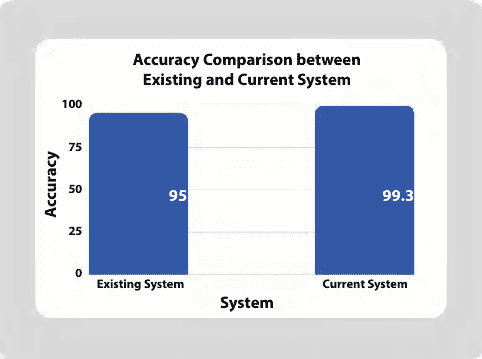 Accuracy Comparison between
Existing and Current System
100
75
50
25
0
Accuracy
95
99.3
Existing System
Current System
System